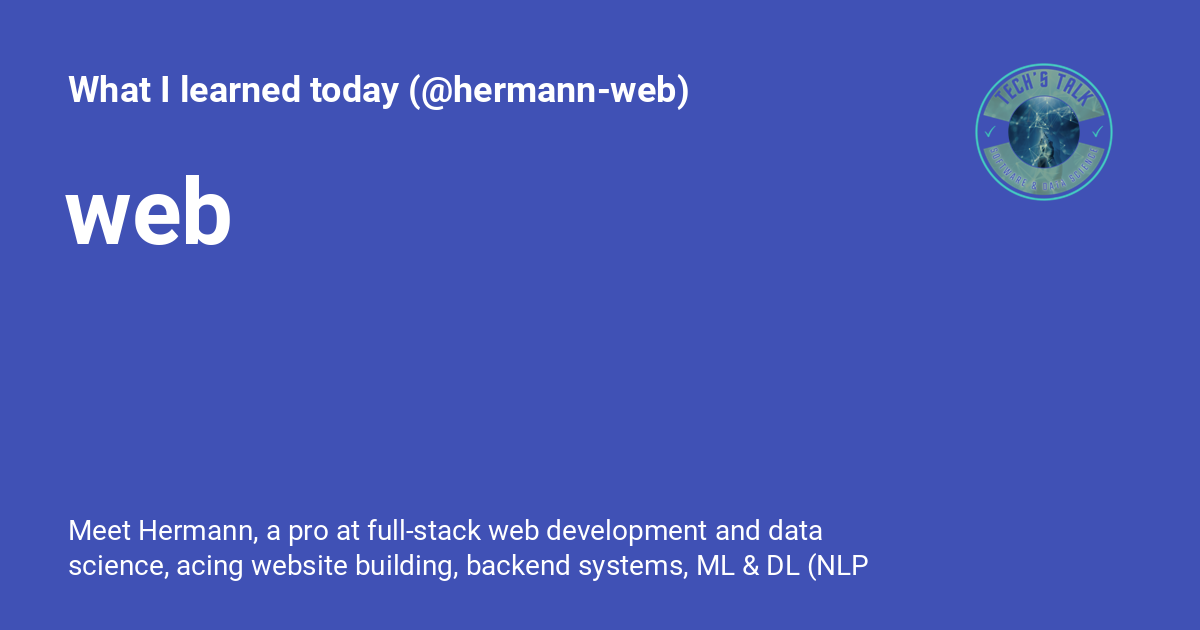 What I learned today (@hermann-web)
TECH'S TALK
web
SOFTWARE & DATA SCIENCE
Meet Hermann, a pro at full-stack web development and data
science, acing website building, backend systems, ML & DL (NLP